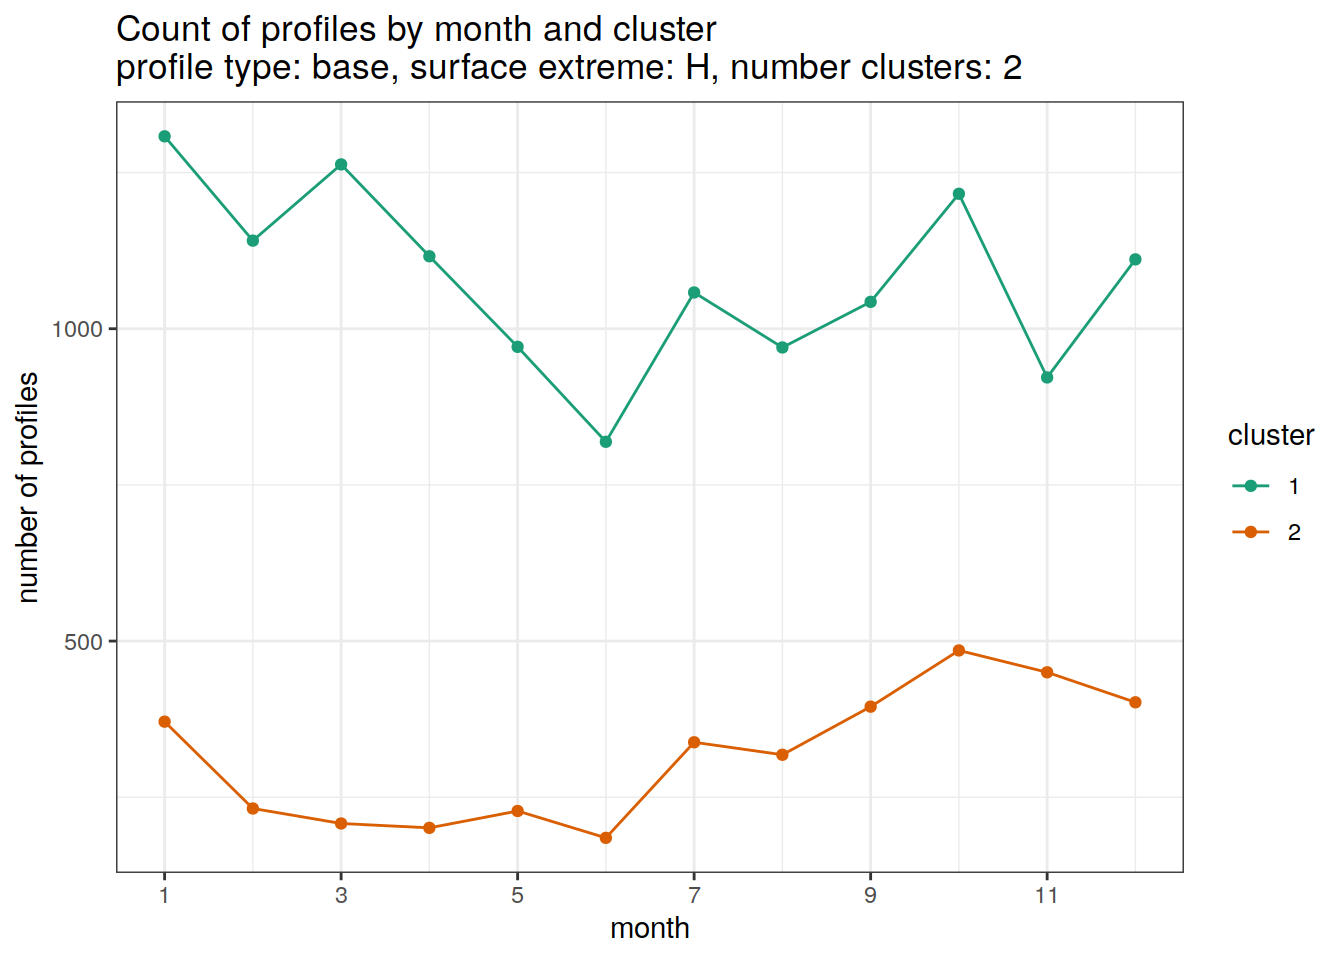 Count of profiles by month and cluster
profile type: base, surface extreme: H, number clusters: 2
1000
500
number of profiles
1
3
5
7
9
11
month
cluster
1
2